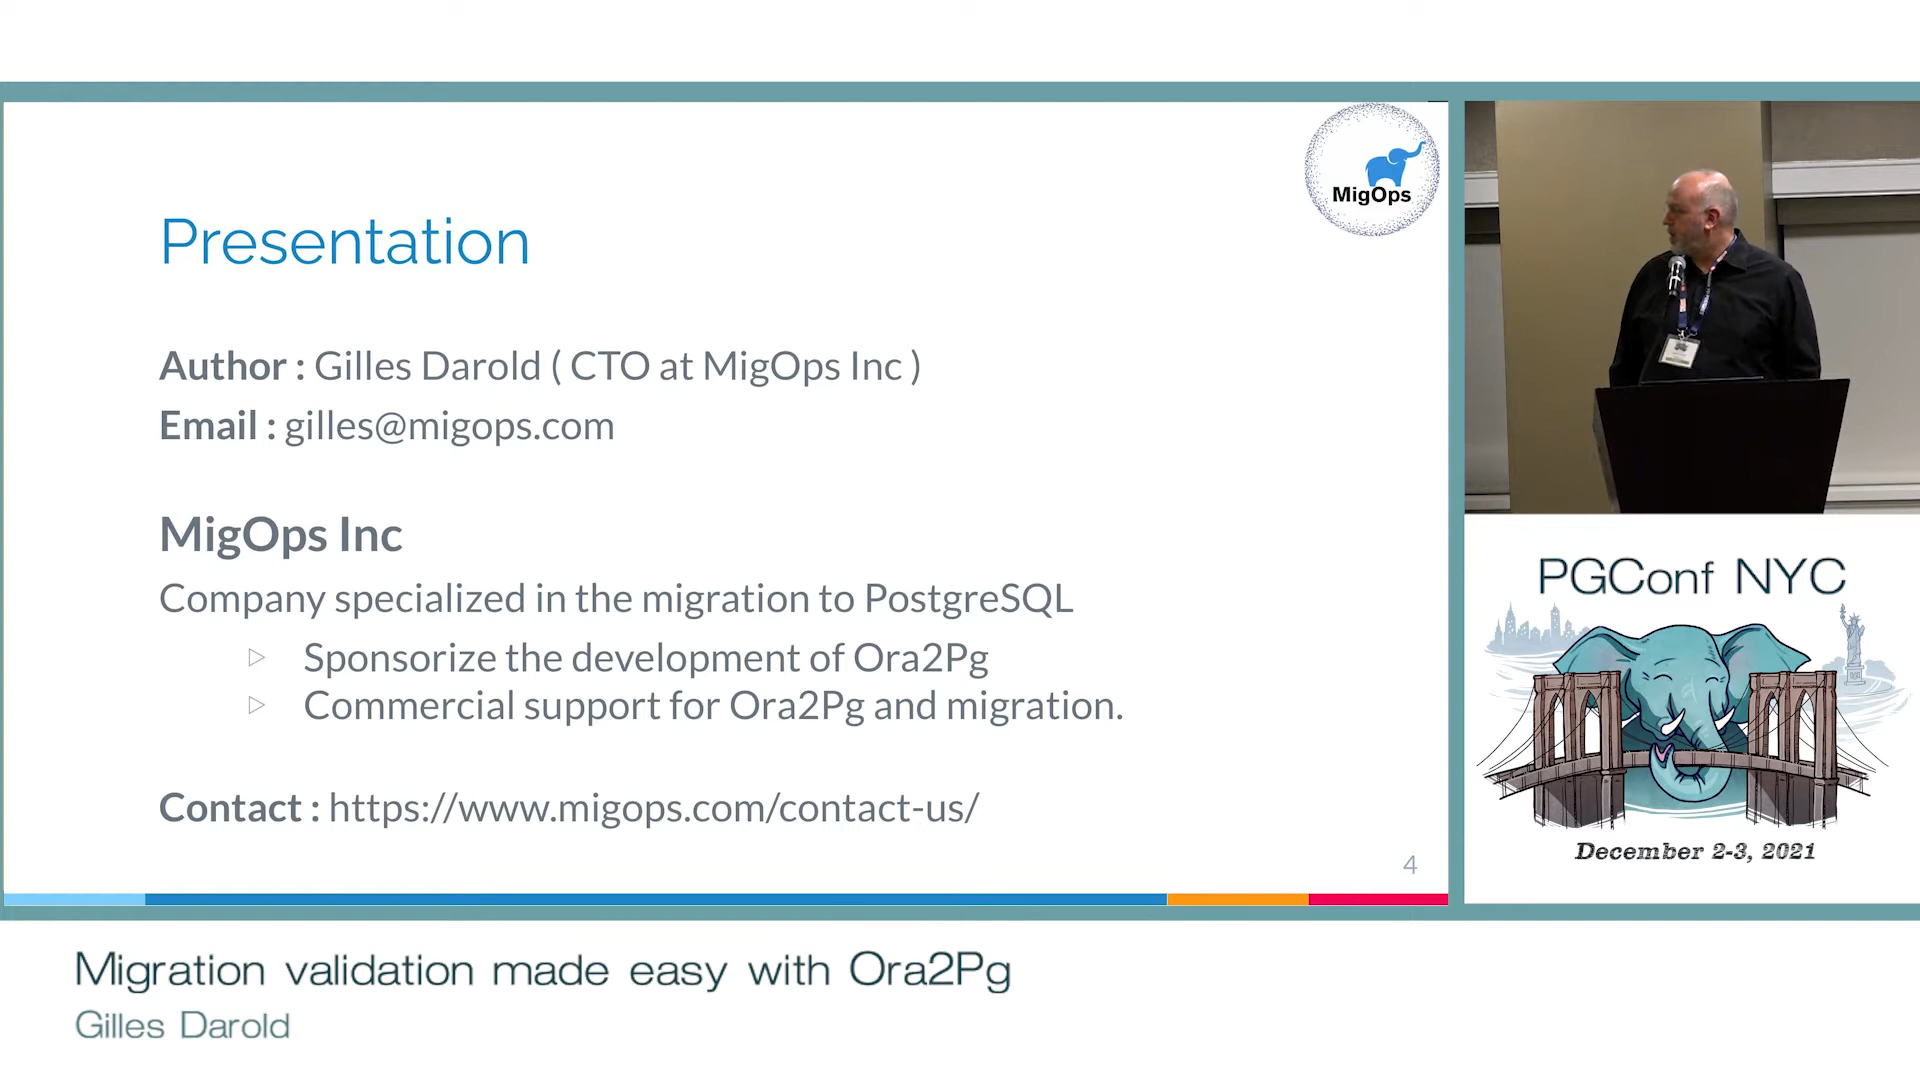 MigOps
Presentation
Author : Gilles Darold ( CTO at MigOps Inc )
Email : gilles@migops.com
MigOps Inc
Company specialized in the migration to PostgreSQL
▷ Sponsorize the development of Ora2Pg
▷ Commercial support for Ora2Pg and migration.
Contact : https://www.migops.com/contact-us/
4
PGConf NYC
December 2-3, 2021
Migration validation made easy with Ora2Pg
Gilles Darold